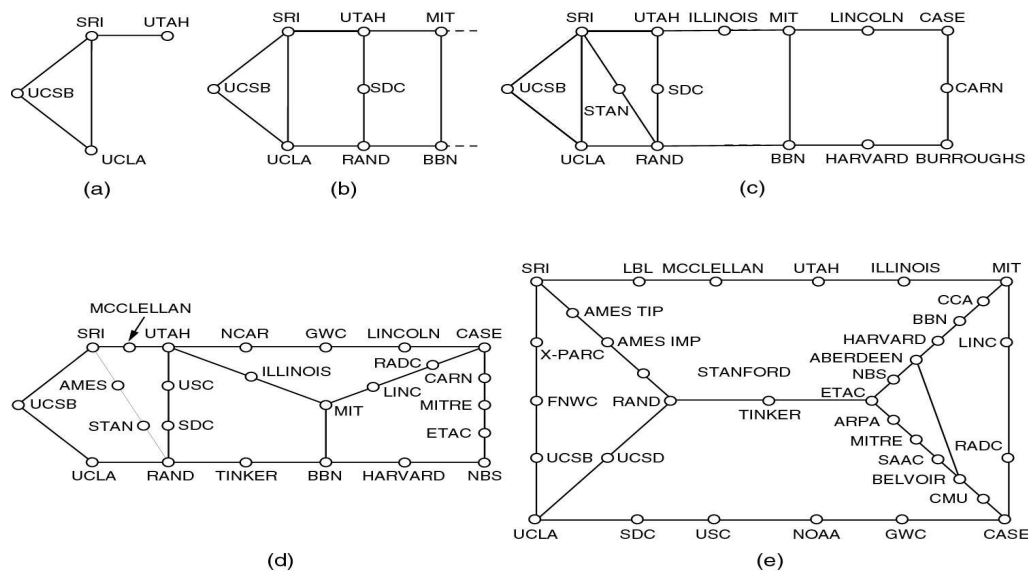 SRI UTAH
UCSB
UCLA
(a)
SRI UTAH MIT
UCSB SDC
UCLA RAND BBN
(b)
SRI UTAH ILLINOIS MIT LINCOLN CASE
UCSB STAN SDC CARN
UCLA RAND BBN HARVARD BURROUGHS
(c)
MCCLELLAN
SRI UTAH NCAR GWC LINCOLN CASE
RADC
ILLINOIS CARN
AMES USC LINC
UCSB MIT MITRE
STAN SDC ETAC
UCLA RAND TINKER BBN HARVARD NBS
(d)
SRI LBL MCCLELLAN UTAH ILLINOIS MIT
CCA
AMES TIP BBN
AMES IMP HARVARD LINC
X-PARC ABERDEEN
STANFORD NBS
FNWC RAND ETAC
TINKER
ARPA
MITRE
UCSB UCSD SAAC RADC
BELVOIR
CMU
UCLA SDC USC NOAA GWC CASE
(e)